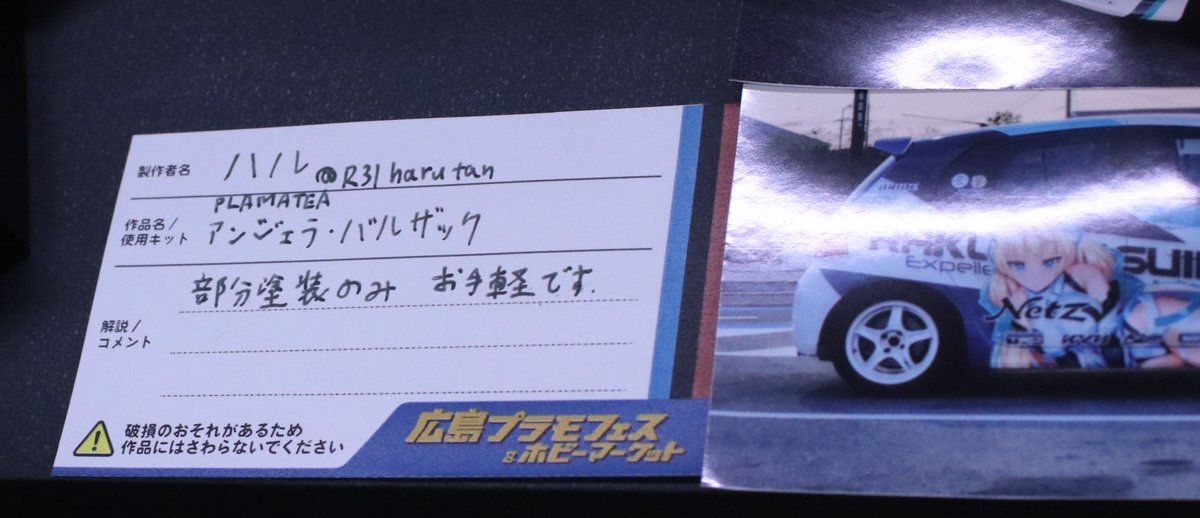 製作者名 ハル @R31harutan
PLAMATEA
作品名/
使用キット アンジェラ・バルザック
部分塗装のみ お手軽です.
解説/
コメント
破損のおそれがあるため
作品にはさわらないでください
広島プラモフェス
&ホビーマーケット
Expelle
SUI
NetZ